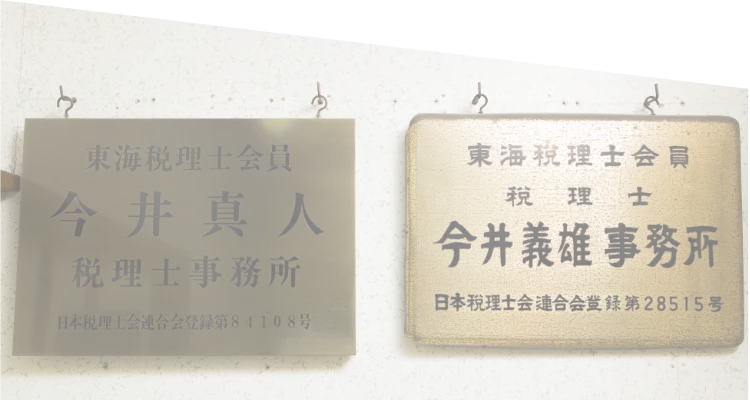 東海税理士会員
今井真人
税理士事務所
日本税理士会連合会登録第84108号
東海税理士会員
税理士
今井義雄事務所
日本税理士会連合会登録第28515号